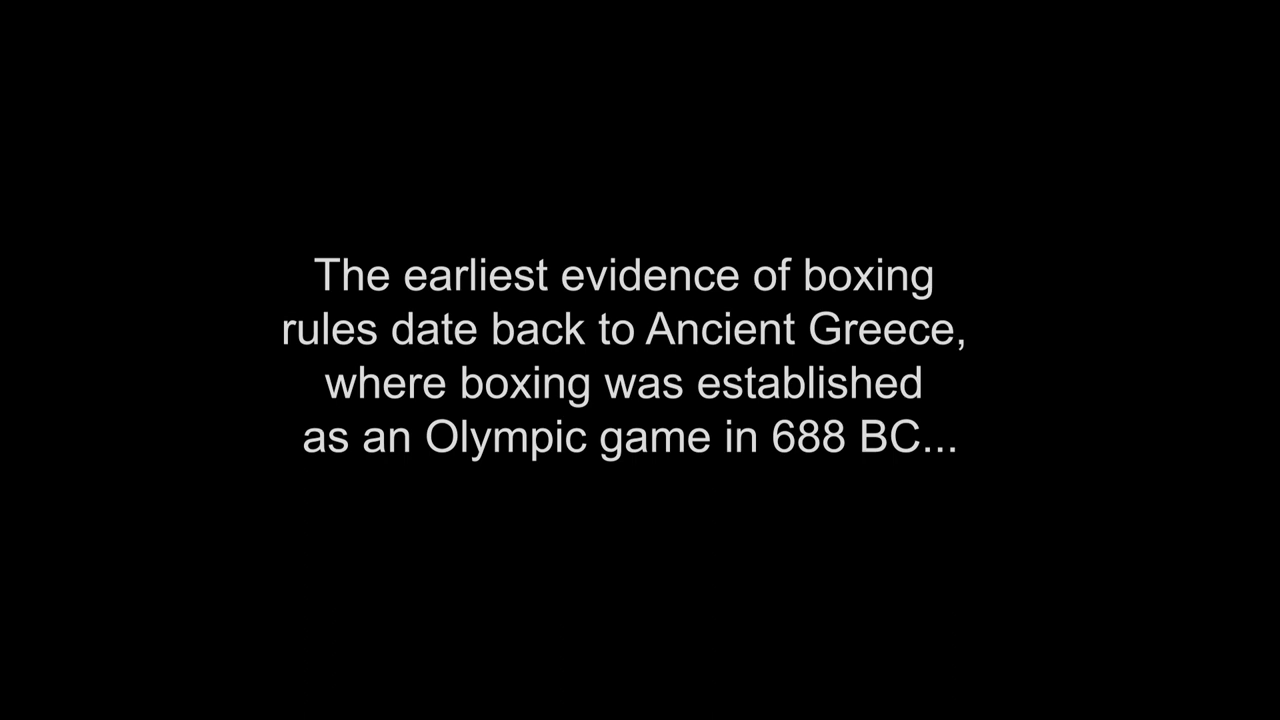 The earliest evidence of boxing
rules date back to Ancient Greece,
where boxing was established
as an Olympic game in 688 BC...